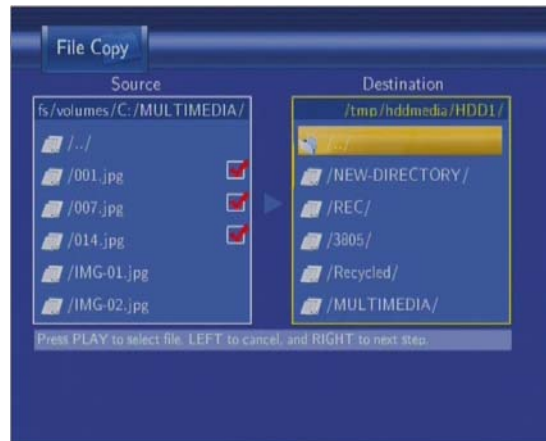 File Copy
Source
fs/volumes/C:/MULTIMEDIA/
/../
/001.jpg
/007.jpg
/014.jpg
/IMG-01.jpg
/IMG-02.jpg
Destination
/tmp/hddmedia/HDD1/
/../
/NEW-DIRECTORY/
/REC/
/3805/
/Recycled/
/MULTIMEDIA/
Press PLAY to select file. LEFT to cancel, and RIGHT to next step.